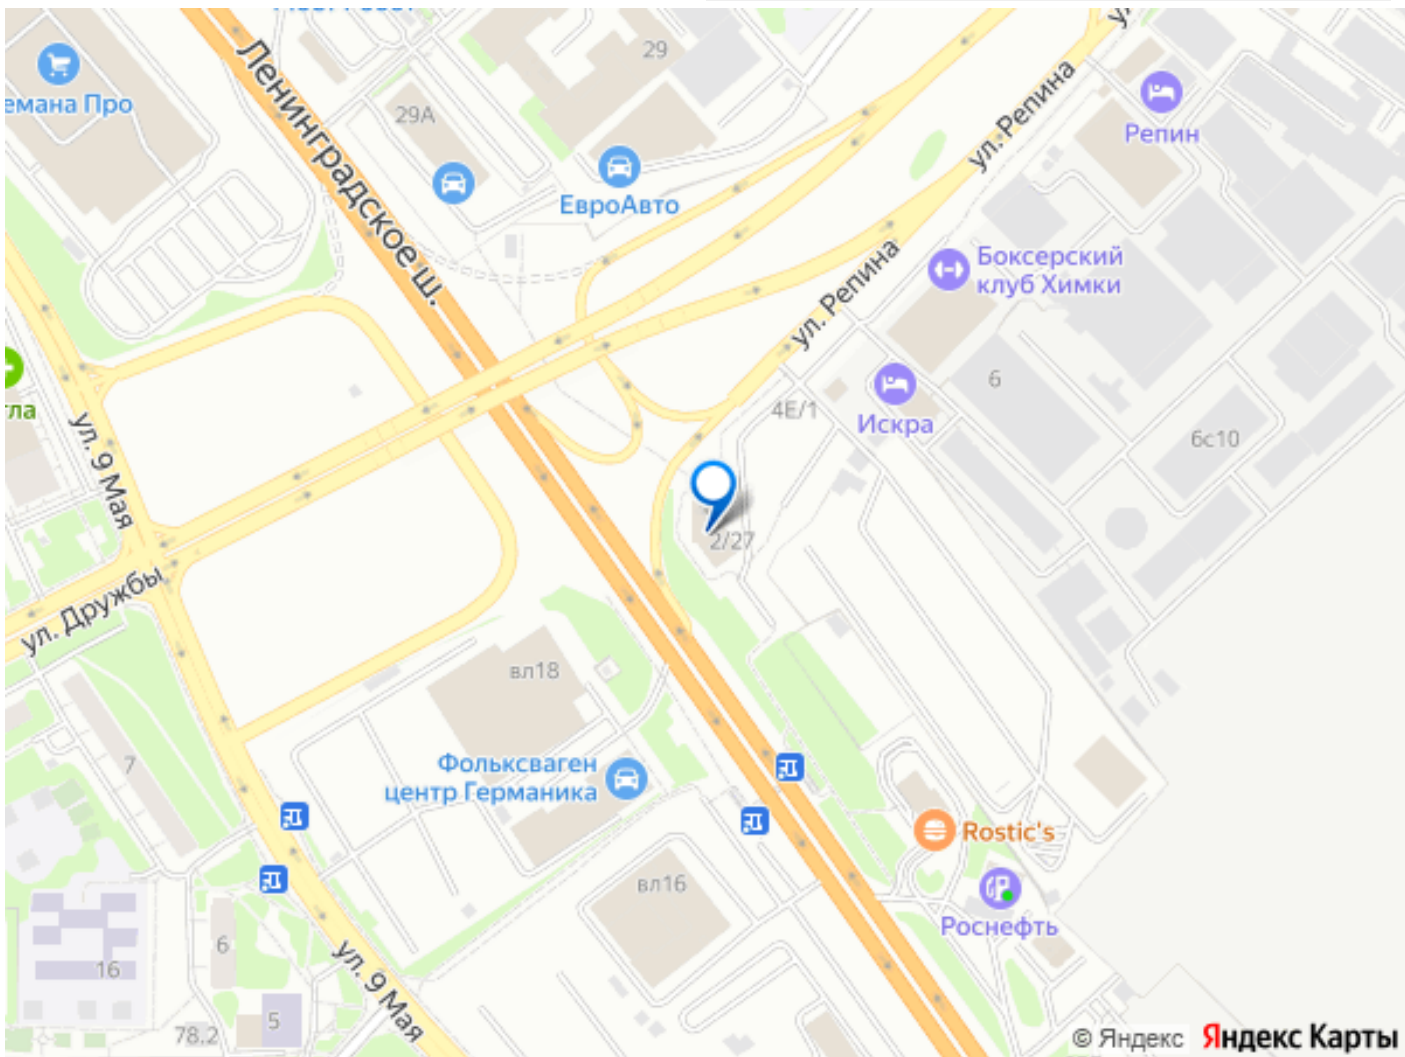 29
ул. Репина
Ленинградское ш.
Репин
емана Про
29А
ЕвроАвто
Боксерский
клуб Химки
ул. Репина
6
4Е/1
Искра
6с10
гла
ул. 9 Мая
2/27
ул. Дружбы
вл18
7
Фольксваген
центр Германика
Rostic's
вл16
Роснефть
6
16
ул. 9 Мая
5
78.2
© Яндекс Яндекс Карты